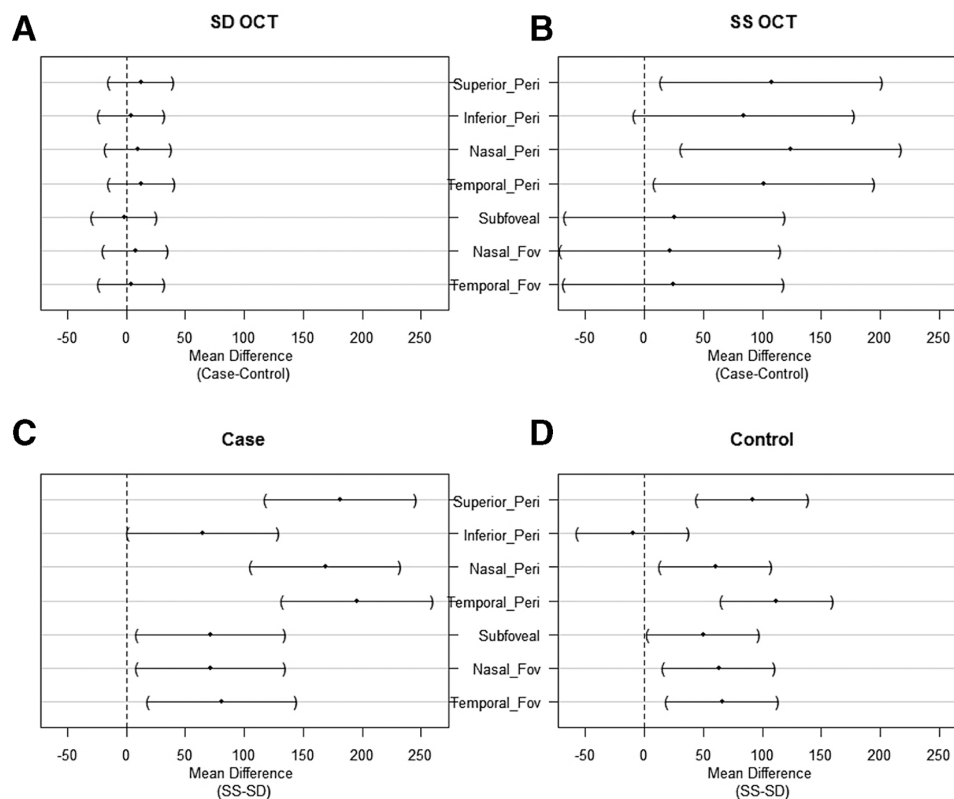 A
SD OCT
B
SS OCT
Superior_Peri
Inferior_Peri
Nasal_Peri
Temporal_Peri
Subfoveal
Nasal_Fov
Temporal_Fov
-50 0 50 100 150 200 250
Mean Difference
(Case-Control)
-50 0 50 100 150 200 250
Mean Difference
(Case-Control)
C
Case
D
Control
Superior_Peri
Inferior_Peri
Nasal_Peri
Temporal_Peri
Subfoveal
Nasal_Fov
Temporal_Fov
-50 0 50 100 150 200 250
Mean Difference
(SS-SD)
-50 0 50 100 150 200 250
Mean Difference
(SS-SD)